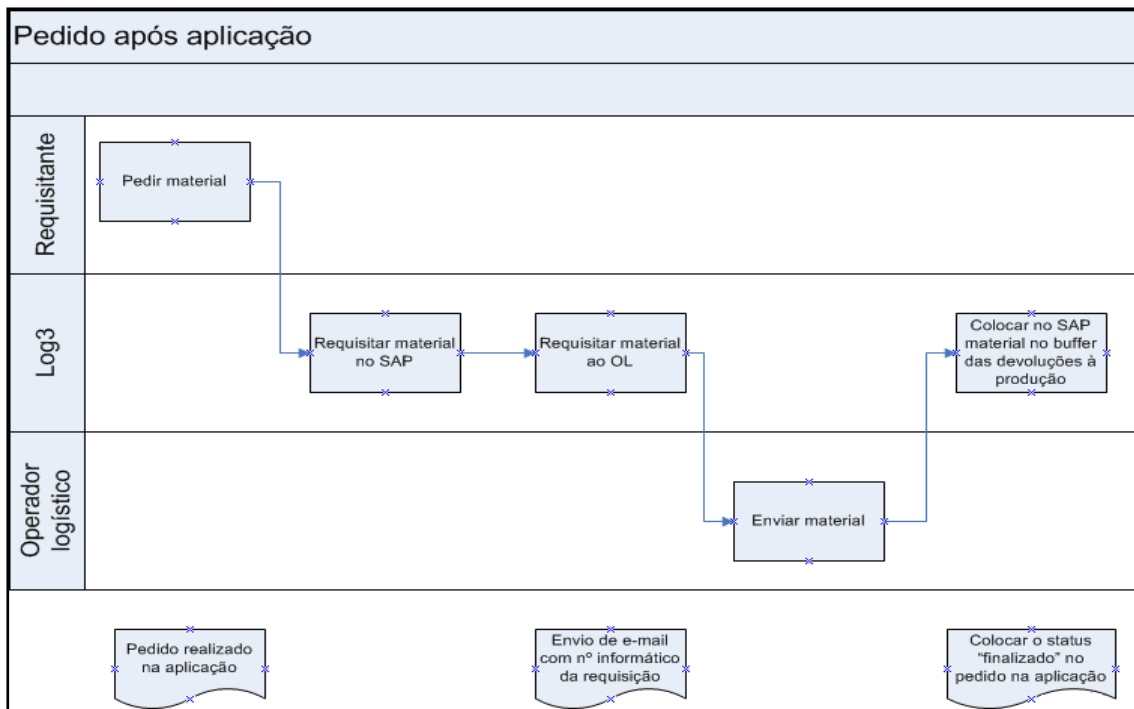 Pedido após aplicação
Requisitante
Pedir material
Log3
Requisitar material
no SAP
Requisitar material
ao OL
Colocar no SAP
material no buffer
das devoluções à
produção
Operador
logístico
Enviar material
Pedido realizado
na aplicação
Envio de e-mail
com nº informático
da requisição
Colocar o status
“finalizado” no
pedido na aplicação